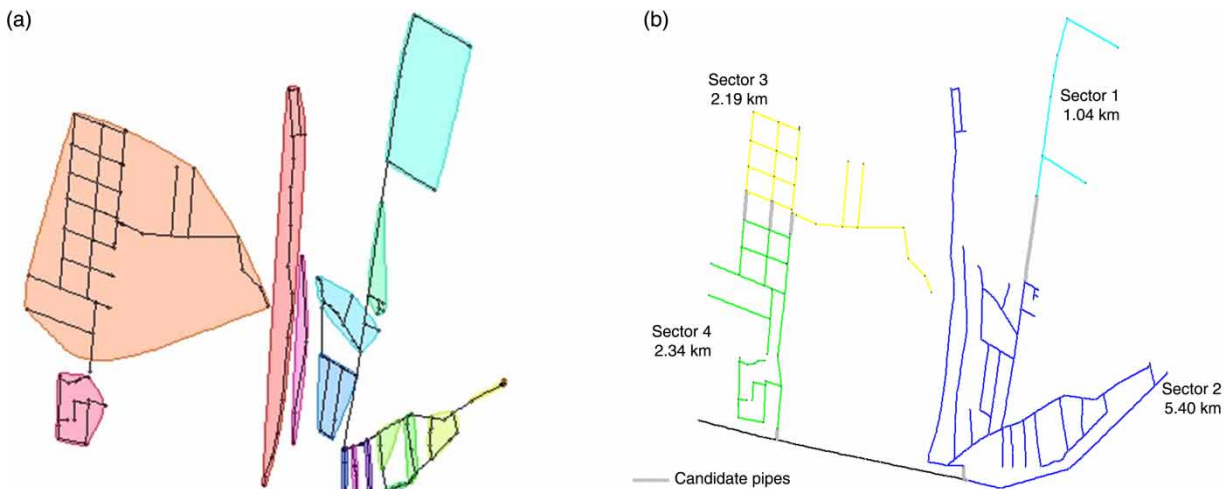 (a)
(b)
Sector 3
2.19 km
Sector 1
1.04 km
Sector 4
2.34 km
Sector 2
5.40 km
Candidate pipes